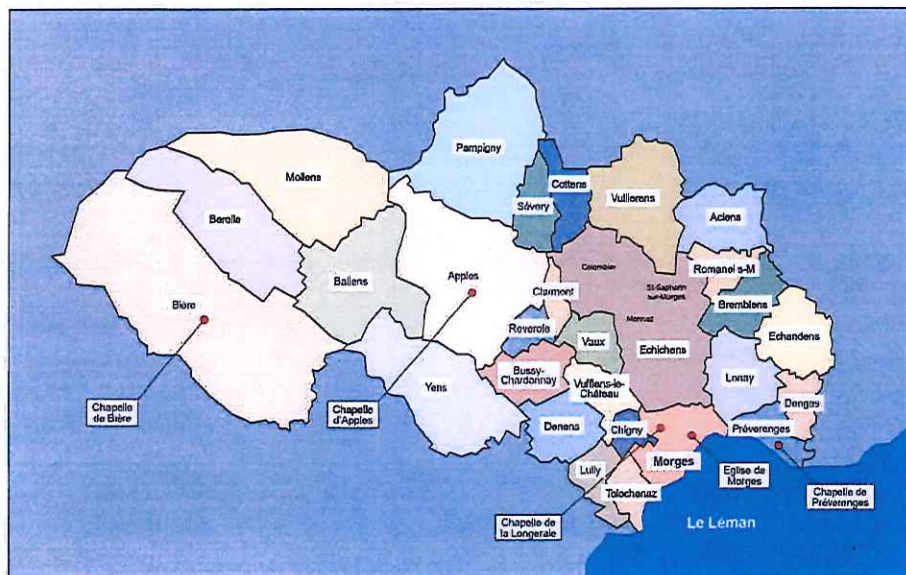 Pampigny
Mollens
Cottens
Sévery
Vullierens
Aclens
Berolle
Ballens
Apples
Colombier
Romanel s-M
St-Saphorin
sur-Morges
Clarmont
Bremblens
Bière
Reverolle
Monnaz
Vaux
Echichens
Echandens
Bussy-
Chardonnay
Vufflens-le-
Château
Lonay
Yens
Denges
Chapelle
de Bière
Chapelle
d'Apples
Denens
Chigny
Préverenges
Lully
Morges
Eglise de
Morges
Tolochenaz
Chapelle de
Préverenges
Chapelle de
la Longeraie
Le Léman